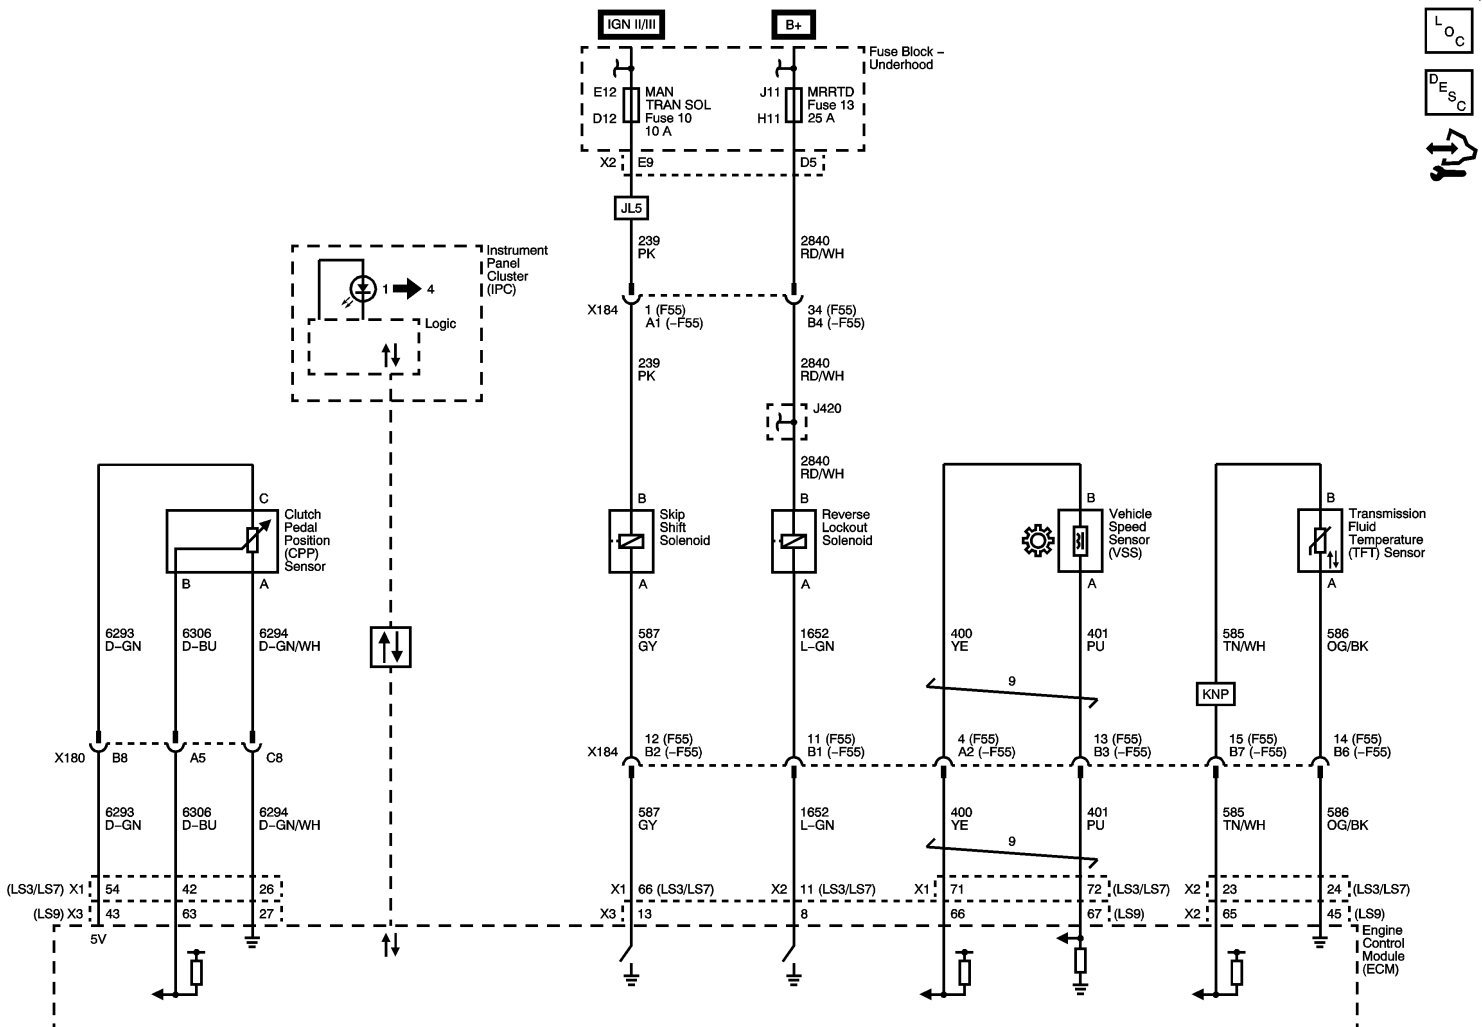 IGN II/III
B+
L
O
C
D
E
S
C
Fuse Block –
Underhood
E12
D12
MAN
TRAN SOL
Fuse 10
10 A
J11
H11
MRRTD
Fuse 13
25 A
X2
E9
D5
JL5
239
PK
2840
RD/WH
Instrument
Panel
Cluster
(IPC)
1
4
Logic
X184
1 (F55)
A1 (–F55)
34 (F55)
B4 (–F55)
239
PK
2840
RD/WH
J420
2840
RD/WH
C
Clutch
Pedal
Position
(CPP)
Sensor
B
A
B
Skip
Shift
Solenoid
A
B
Reverse
Lockout
Solenoid
A
B
Vehicle
Speed
Sensor
(VSS)
A
B
Transmission
Fluid
Temperature
(TFT) Sensor
A
6293
D–GN
6306
D–BU
6294
D–GN/WH
587
GY
1652
L–GN
400
YE
401
PU
585
TN/WH
586
OG/BK
9
KNP
X180
B8
A5
C8
X184
12 (F55)
B2 (–F55)
11 (F55)
B1 (–F55)
4 (F55)
A2 (–F55)
13 (F55)
B3 (–F55)
15 (F55)
B7 (–F55)
14 (F55)
B6 (–F55)
6293
D–GN
6306
D–BU
6294
D–GN/WH
587
GY
1652
L–GN
400
YE
401
PU
585
TN/WH
586
OG/BK
9
(LS3/LS7) X1 54 42 26
X1 66 (LS3/LS7)
X2 11 (LS3/LS7)
X1 71 72 (LS3/LS7)
X2 23 24 (LS3/LS7)
(LS9) X3 43 63 27
X3 13 8 66 67 (LS9)
X2 65 45 (LS9)
5V
Engine
Control
Module
(ECM)